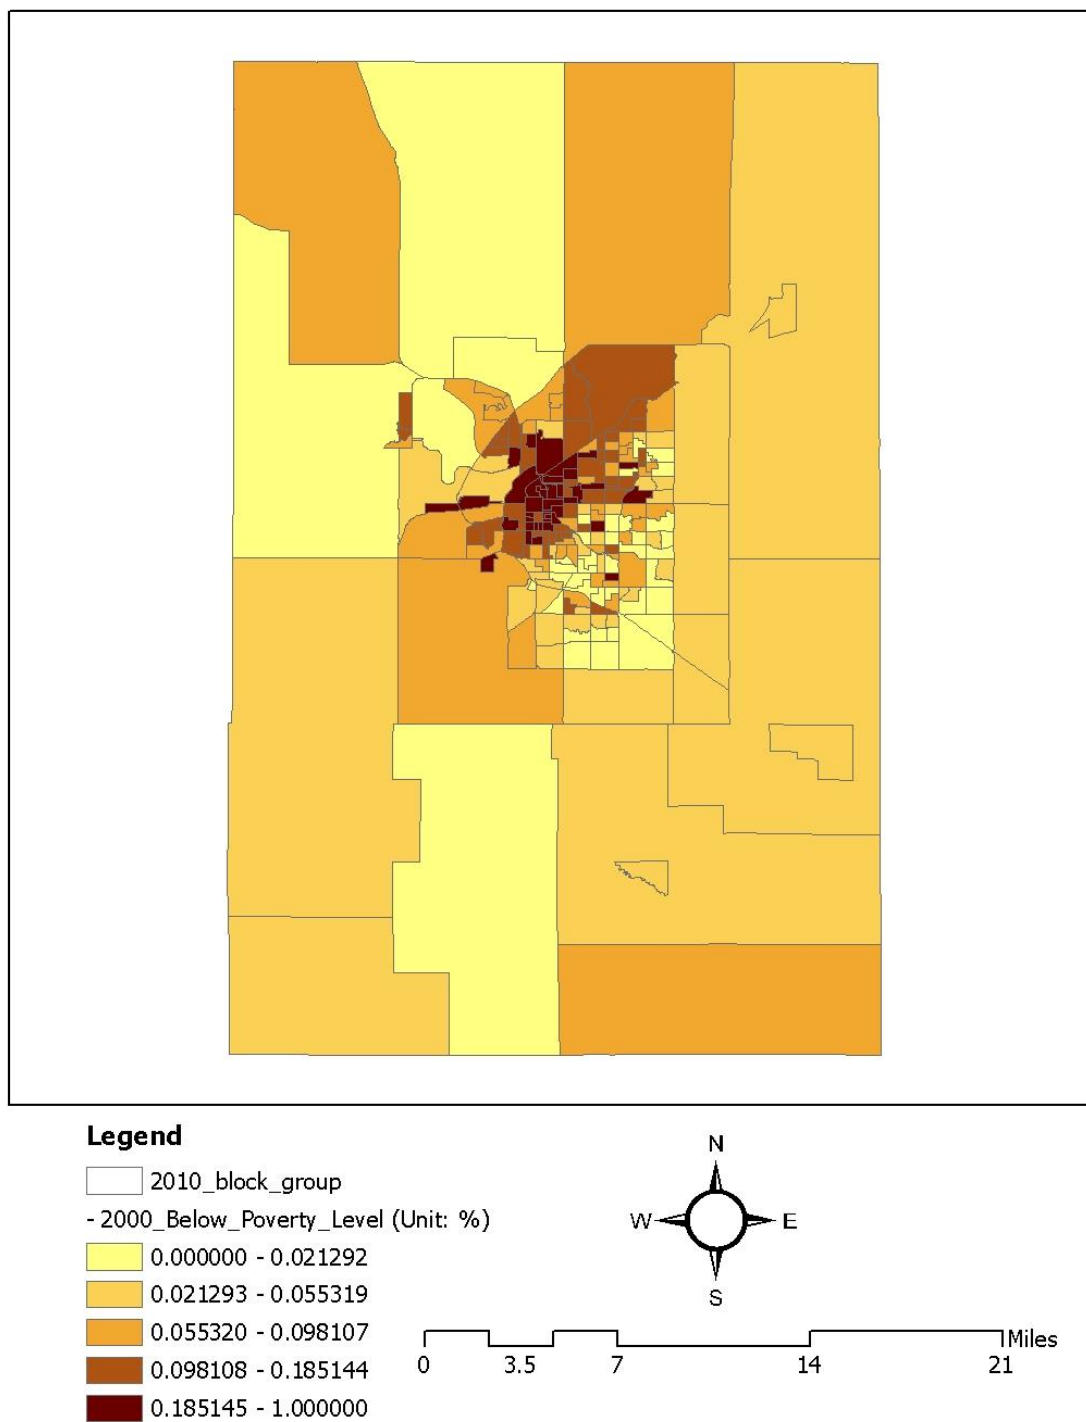 Legend
2010_block_group
- 2000_Below_Poverty_Level (Unit: %)
0.000000 - 0.021292
0.021293 - 0.055319
0.055320 - 0.098107
0.098108 - 0.185144
0.185145 - 1.000000
N
W E
S
Miles
0 3.5 7 14 21